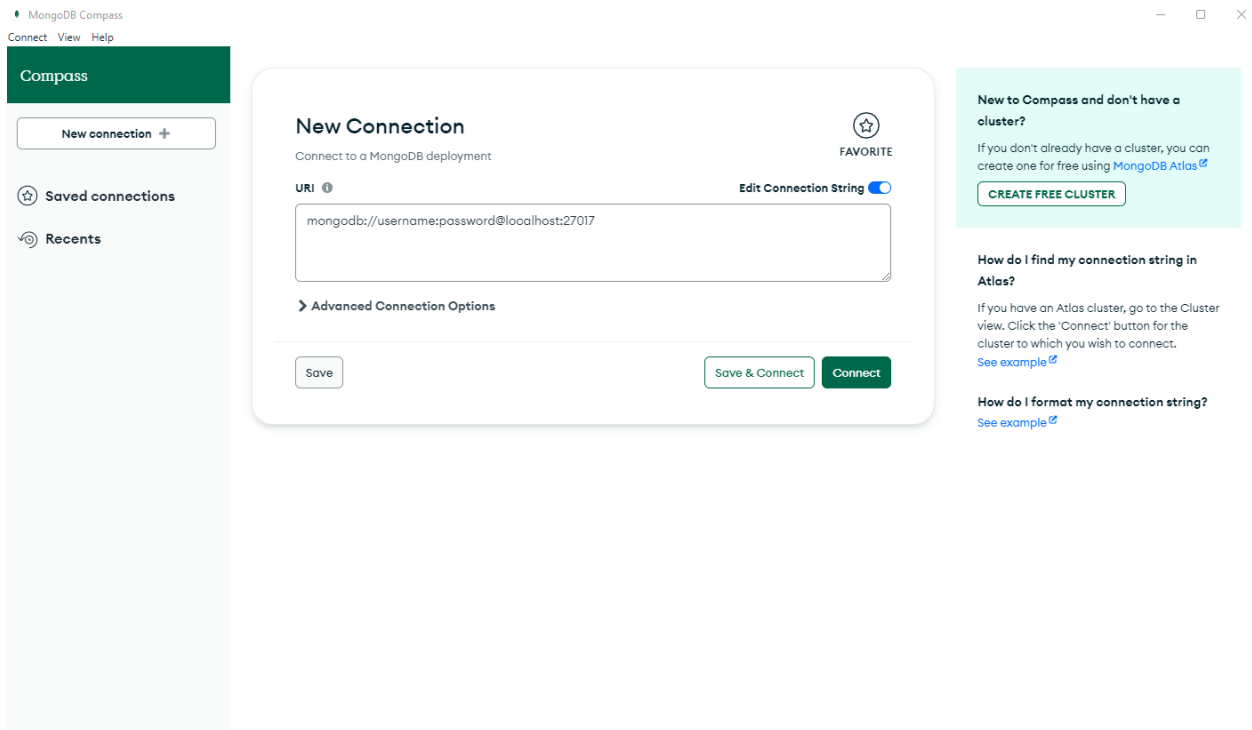 MongoDB Compass
Connect View Help
Compass
New connection
Saved connections
Recents
New Connection
Connect to a MongoDB deployment
FAVORITE
URI
Edit Connection String
mongodb://username:password@localhost:27017
Advanced Connection Options
Save
Save & Connect
Connect
New to Compass and don't have a
cluster?
If you don't already have a cluster, you can
create one for free using MongoDB Atlas
CREATE FREE CLUSTER
How do I find my connection string in
Atlas?
If you have an Atlas cluster, go to the Cluster
view. Click the 'Connect' button for the
cluster to which you wish to connect.
See example
How do I format my connection string?
See example